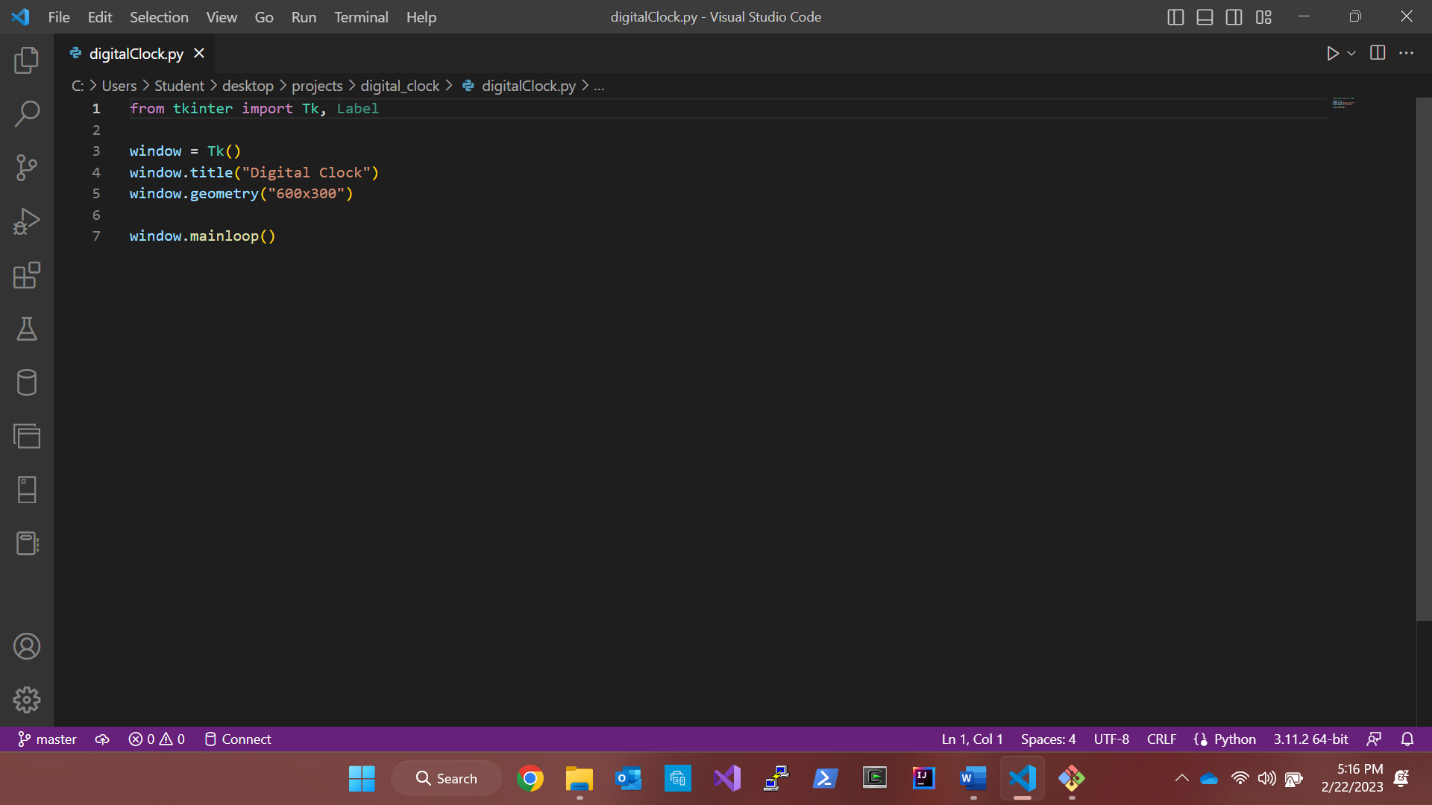 File Edit Selection View Go Run Terminal Help digitalClock.py - Visual Studio Code
digitalClock.py
C: > Users > Student > desktop > projects > digital_clock > digitalClock.py > ...
1 from tkinter import Tk, Label
2
3 window = Tk()
4 window.title("Digital Clock")
5 window.geometry("600x300")
6
7 window.mainloop()
master 0 0 Connect Ln 1, Col 1 Spaces: 4 UTF-8 CRLF Python 3.11.2 64-bit
Search 5:16 PM
2/22/2023